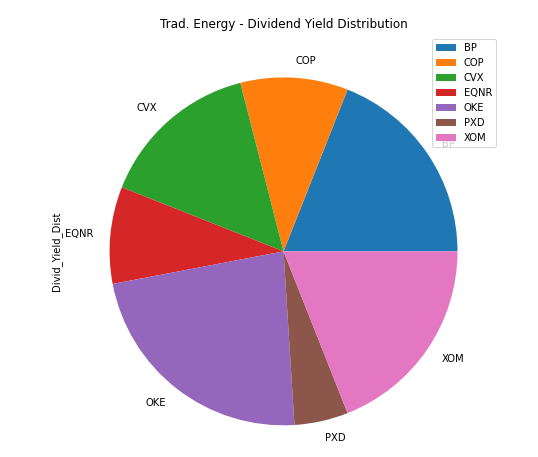 Trad. Energy - Dividend Yield Distribution
BP
COP
CVX
EQNR
OKE
PXD
XOM
COP
BP
CVX
EQNR
Divid_Yield_Dist
XOM
OKE
PXD